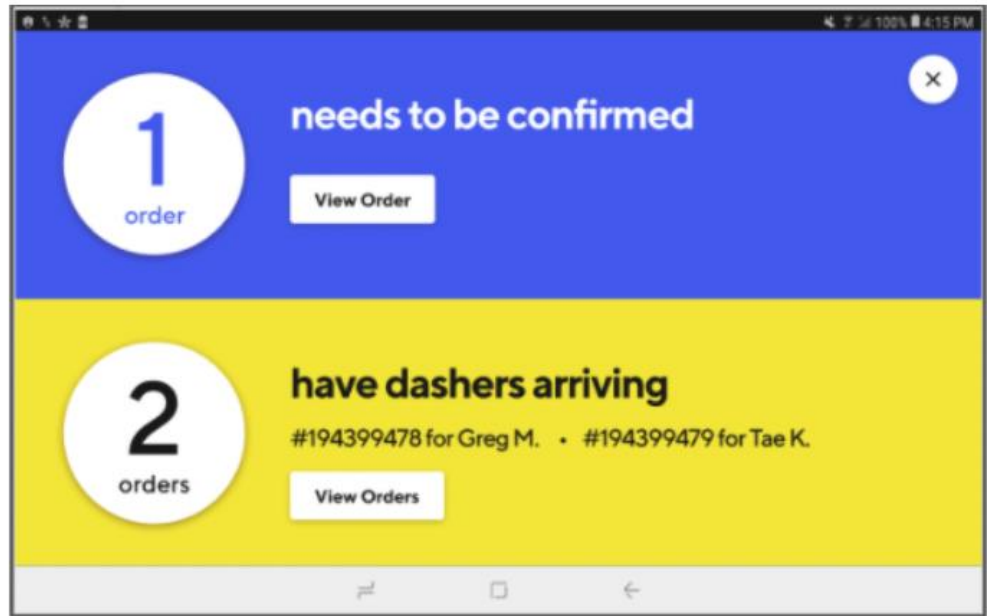 100% 4:15 PM
1
order
needs to be confirmed
View Order
2
orders
have dashers arriving
#194399478 for Greg M. • #194399479 for Tae K.
View Orders